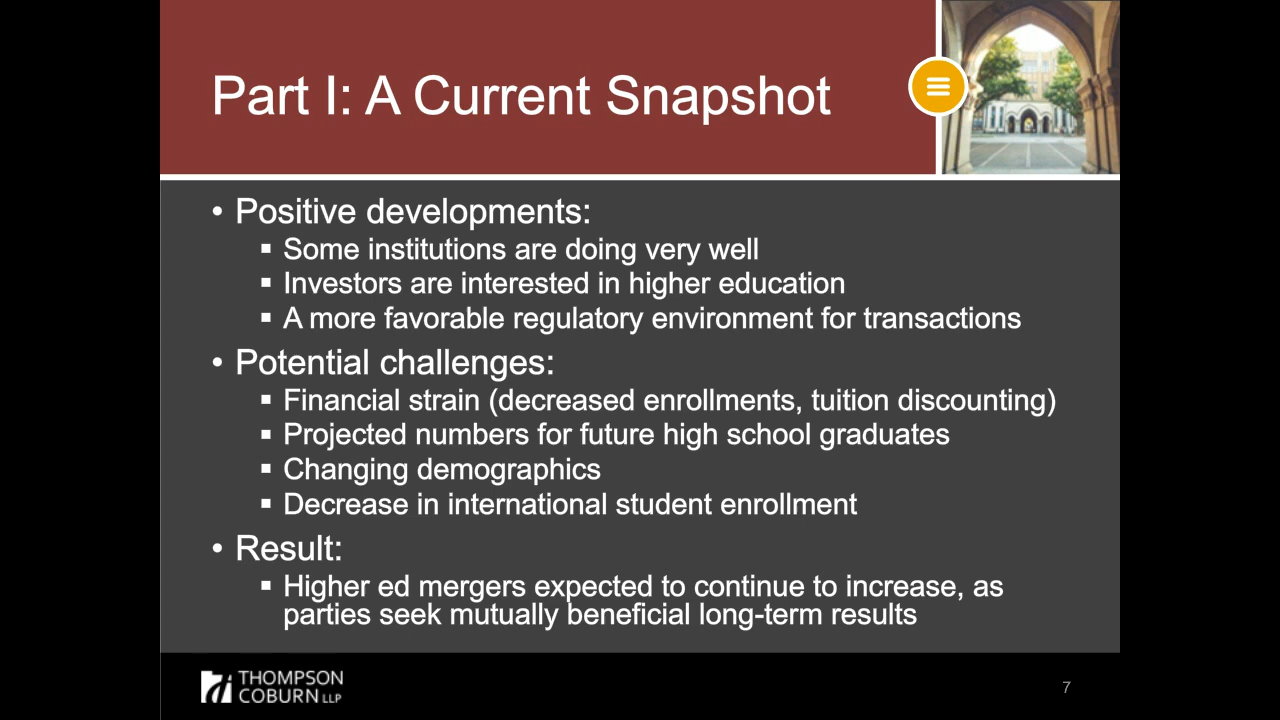 Part I: A Current Snapshot
• Positive developments:
▪ Some institutions are doing very well
▪ Investors are interested in higher education
▪ A more favorable regulatory environment for transactions
• Potential challenges:
▪ Financial strain (decreased enrollments, tuition discounting)
▪ Projected numbers for future high school graduates
▪ Changing demographics
▪ Decrease in international student enrollment
• Result:
▪ Higher ed mergers expected to continue to increase, as
parties seek mutually beneficial long-term results
THOMPSON
COBURN LLP
7